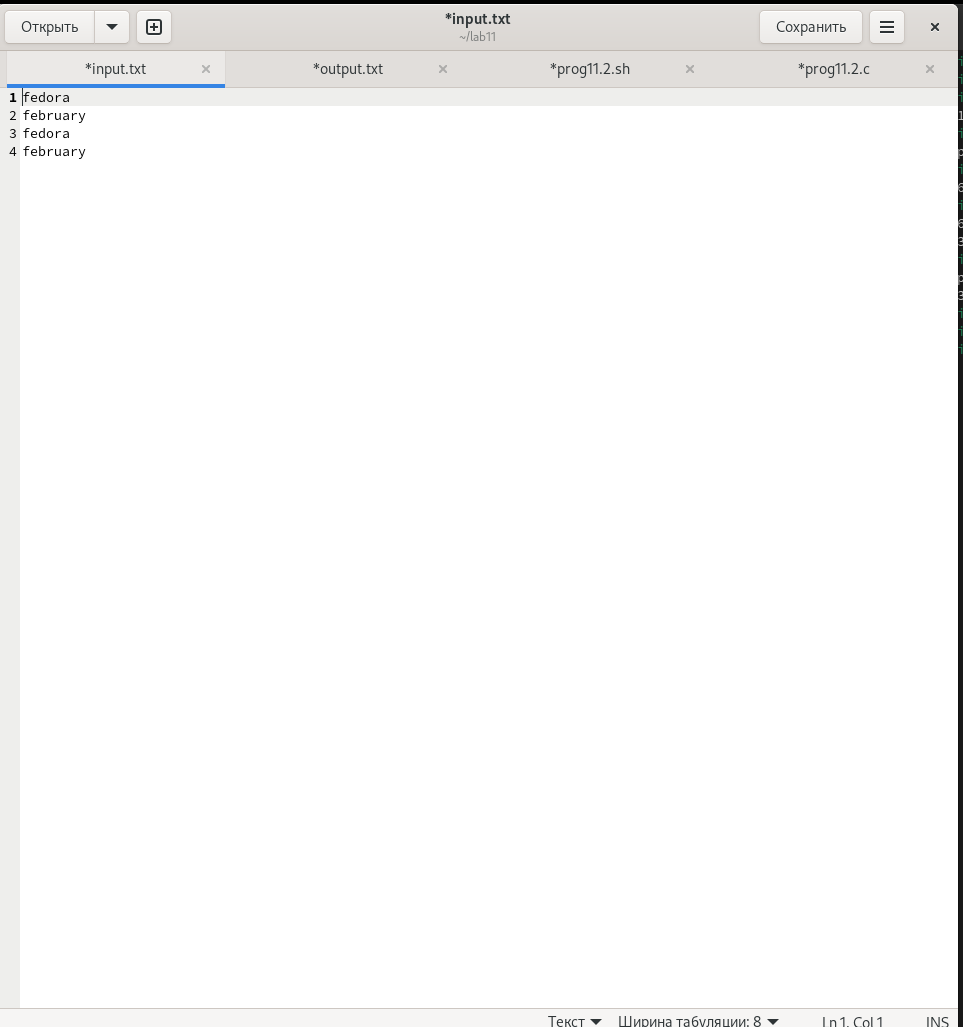 Открыть
*input.txt
~/lab11
Сохранить
*input.txt
*output.txt
*prog11.2.sh
*prog11.2.c
1 fedora
2 february
3 fedora
4 february
Текст Ширина табуляции: 8 Ln 1, Col 1 INS